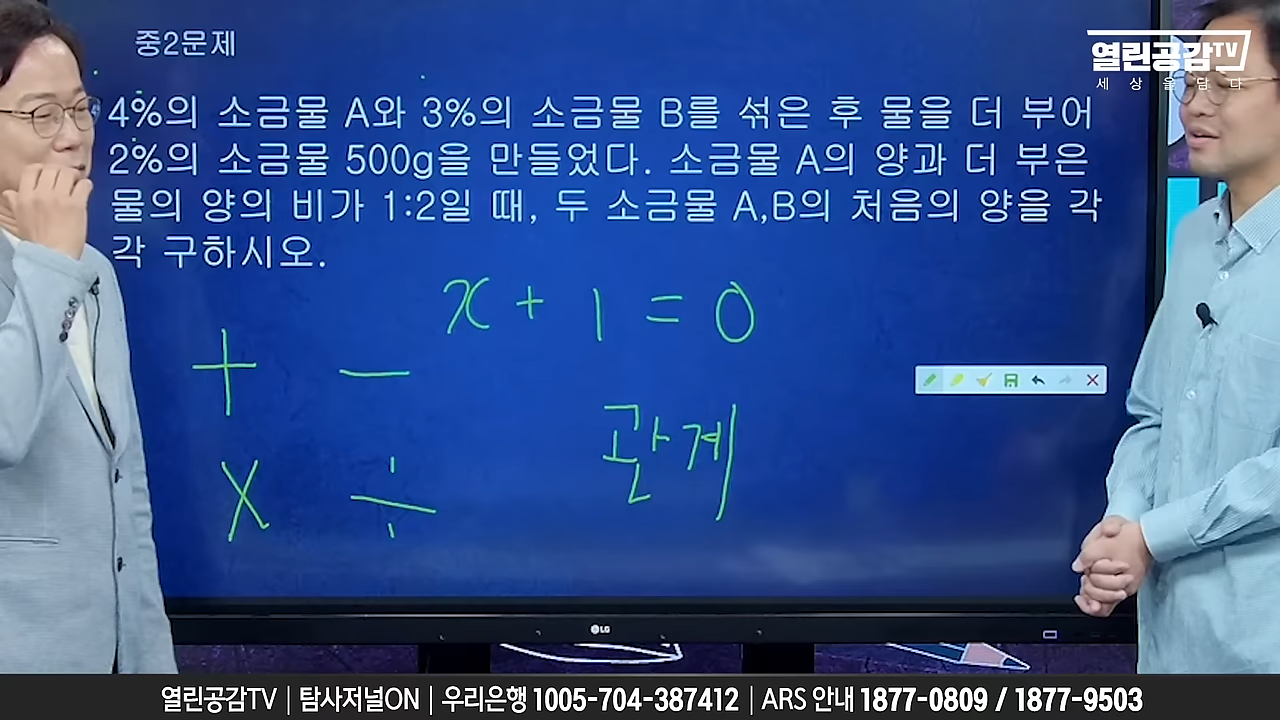 중2문제
열린공감TV
세상을담다
4%의 소금물 A와 3%의 소금물 B를 섞은 후 물을 더 부어
2%의 소금물 500g을 만들었다. 소금물 A의 양과 더 부은
물의 양의 비가 1:2일 때, 두 소금물 A,B의 처음의 양을 각
각 구하시오.
x + 1 = 0
+ −
관계
× ÷
LG
열린공감TV | 탐사저널ON | 우리은행 1005-704-387412 | ARS 안내 1877-0809 / 1877-9503